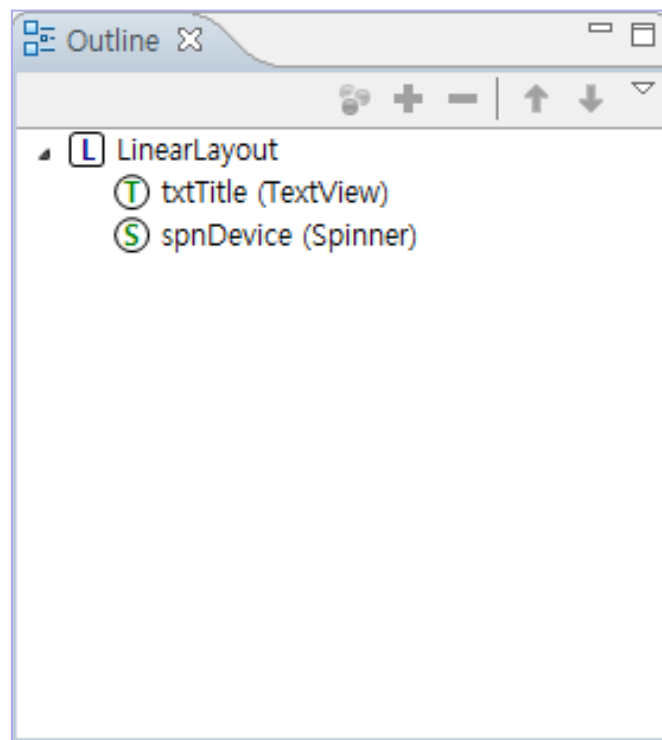 Outline
L LinearLayout
T txtTitle (TextView)
S spnDevice (Spinner)